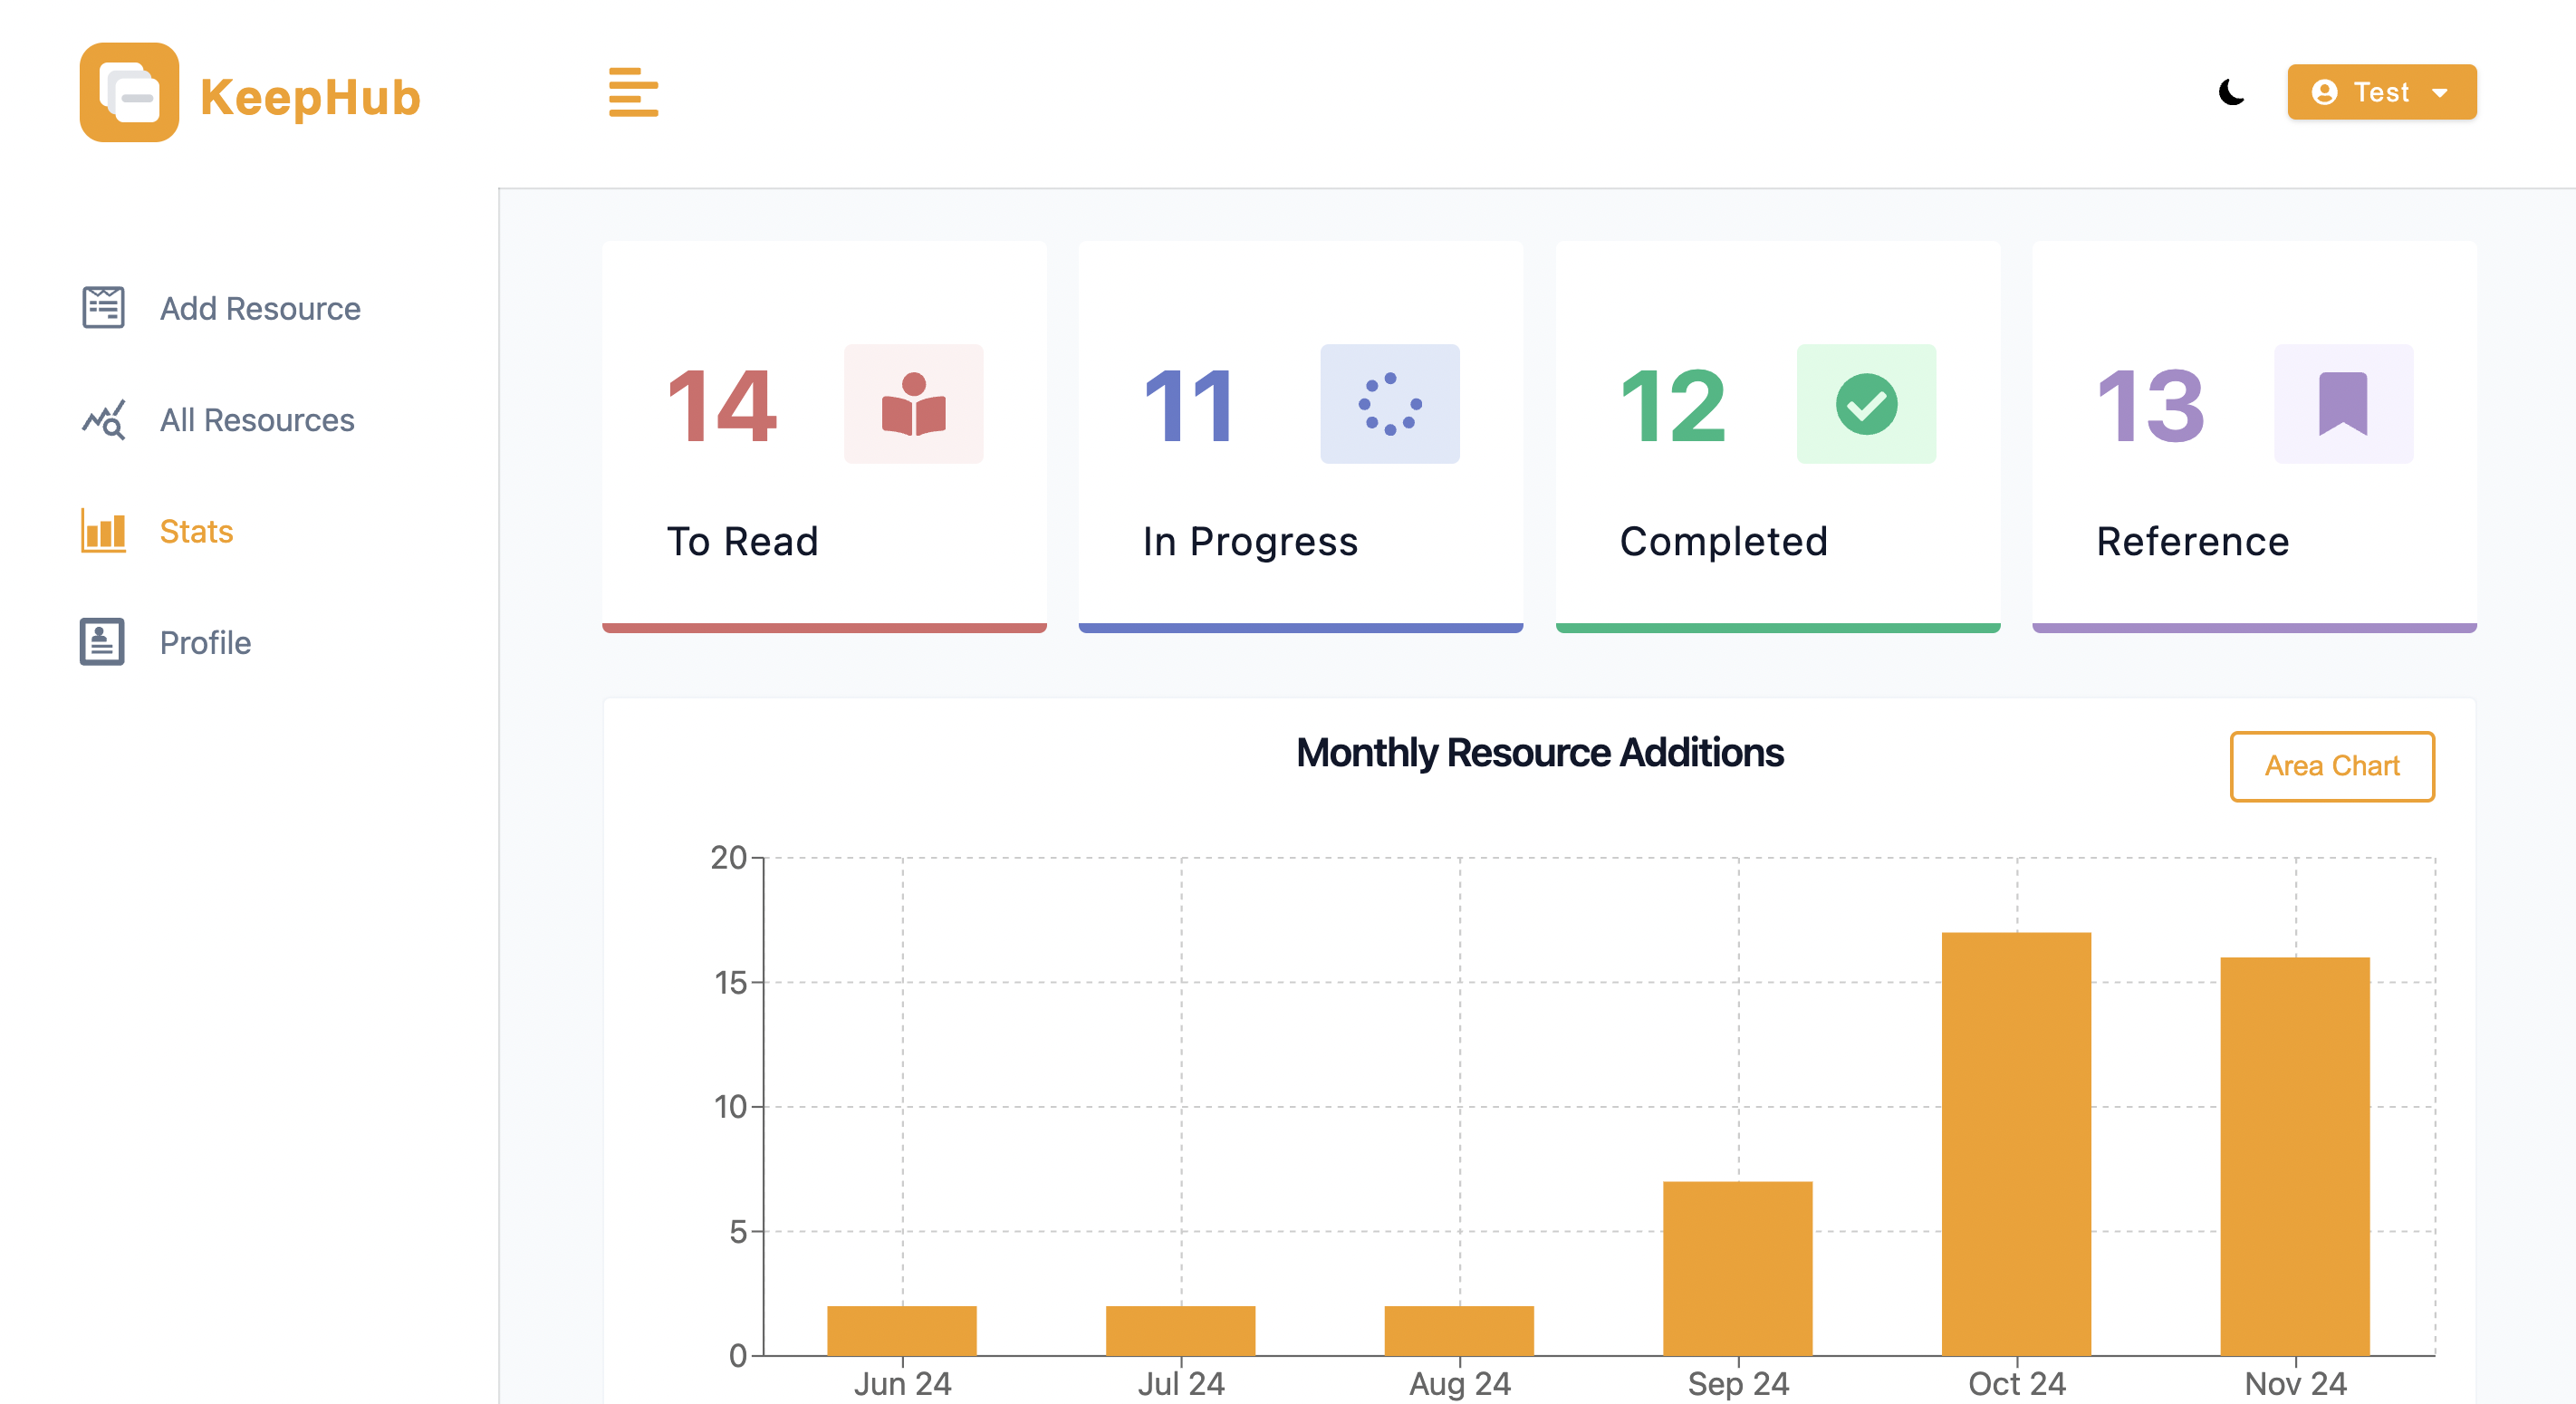 KeepHub
Test
Add Resource
All Resources
Stats
Profile
14
To Read
11
In Progress
12
Completed
13
Reference
Monthly Resource Additions
Area Chart
20
15
10
5
0
Jun 24 Jul 24 Aug 24 Sep 24 Oct 24 Nov 24